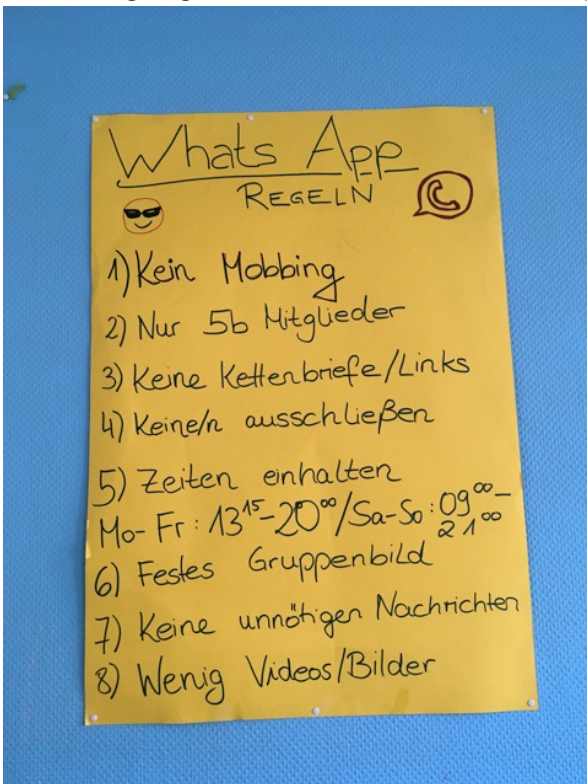 Whats App
REGELN
1) Kein Mobbing
2) Nur 5b Mitglieder
3) Keine Kettenbriefe/Links
4) Keine/n ausschließen
5) Zeiten einhalten
Mo-Fr: 13¹⁵-20⁰⁰/Sa-So: 09⁰⁰-
21⁰⁰
6) Festes Gruppenbild
7) Keine unnötigen Nachrichten
8) Wenig Videos/Bilder